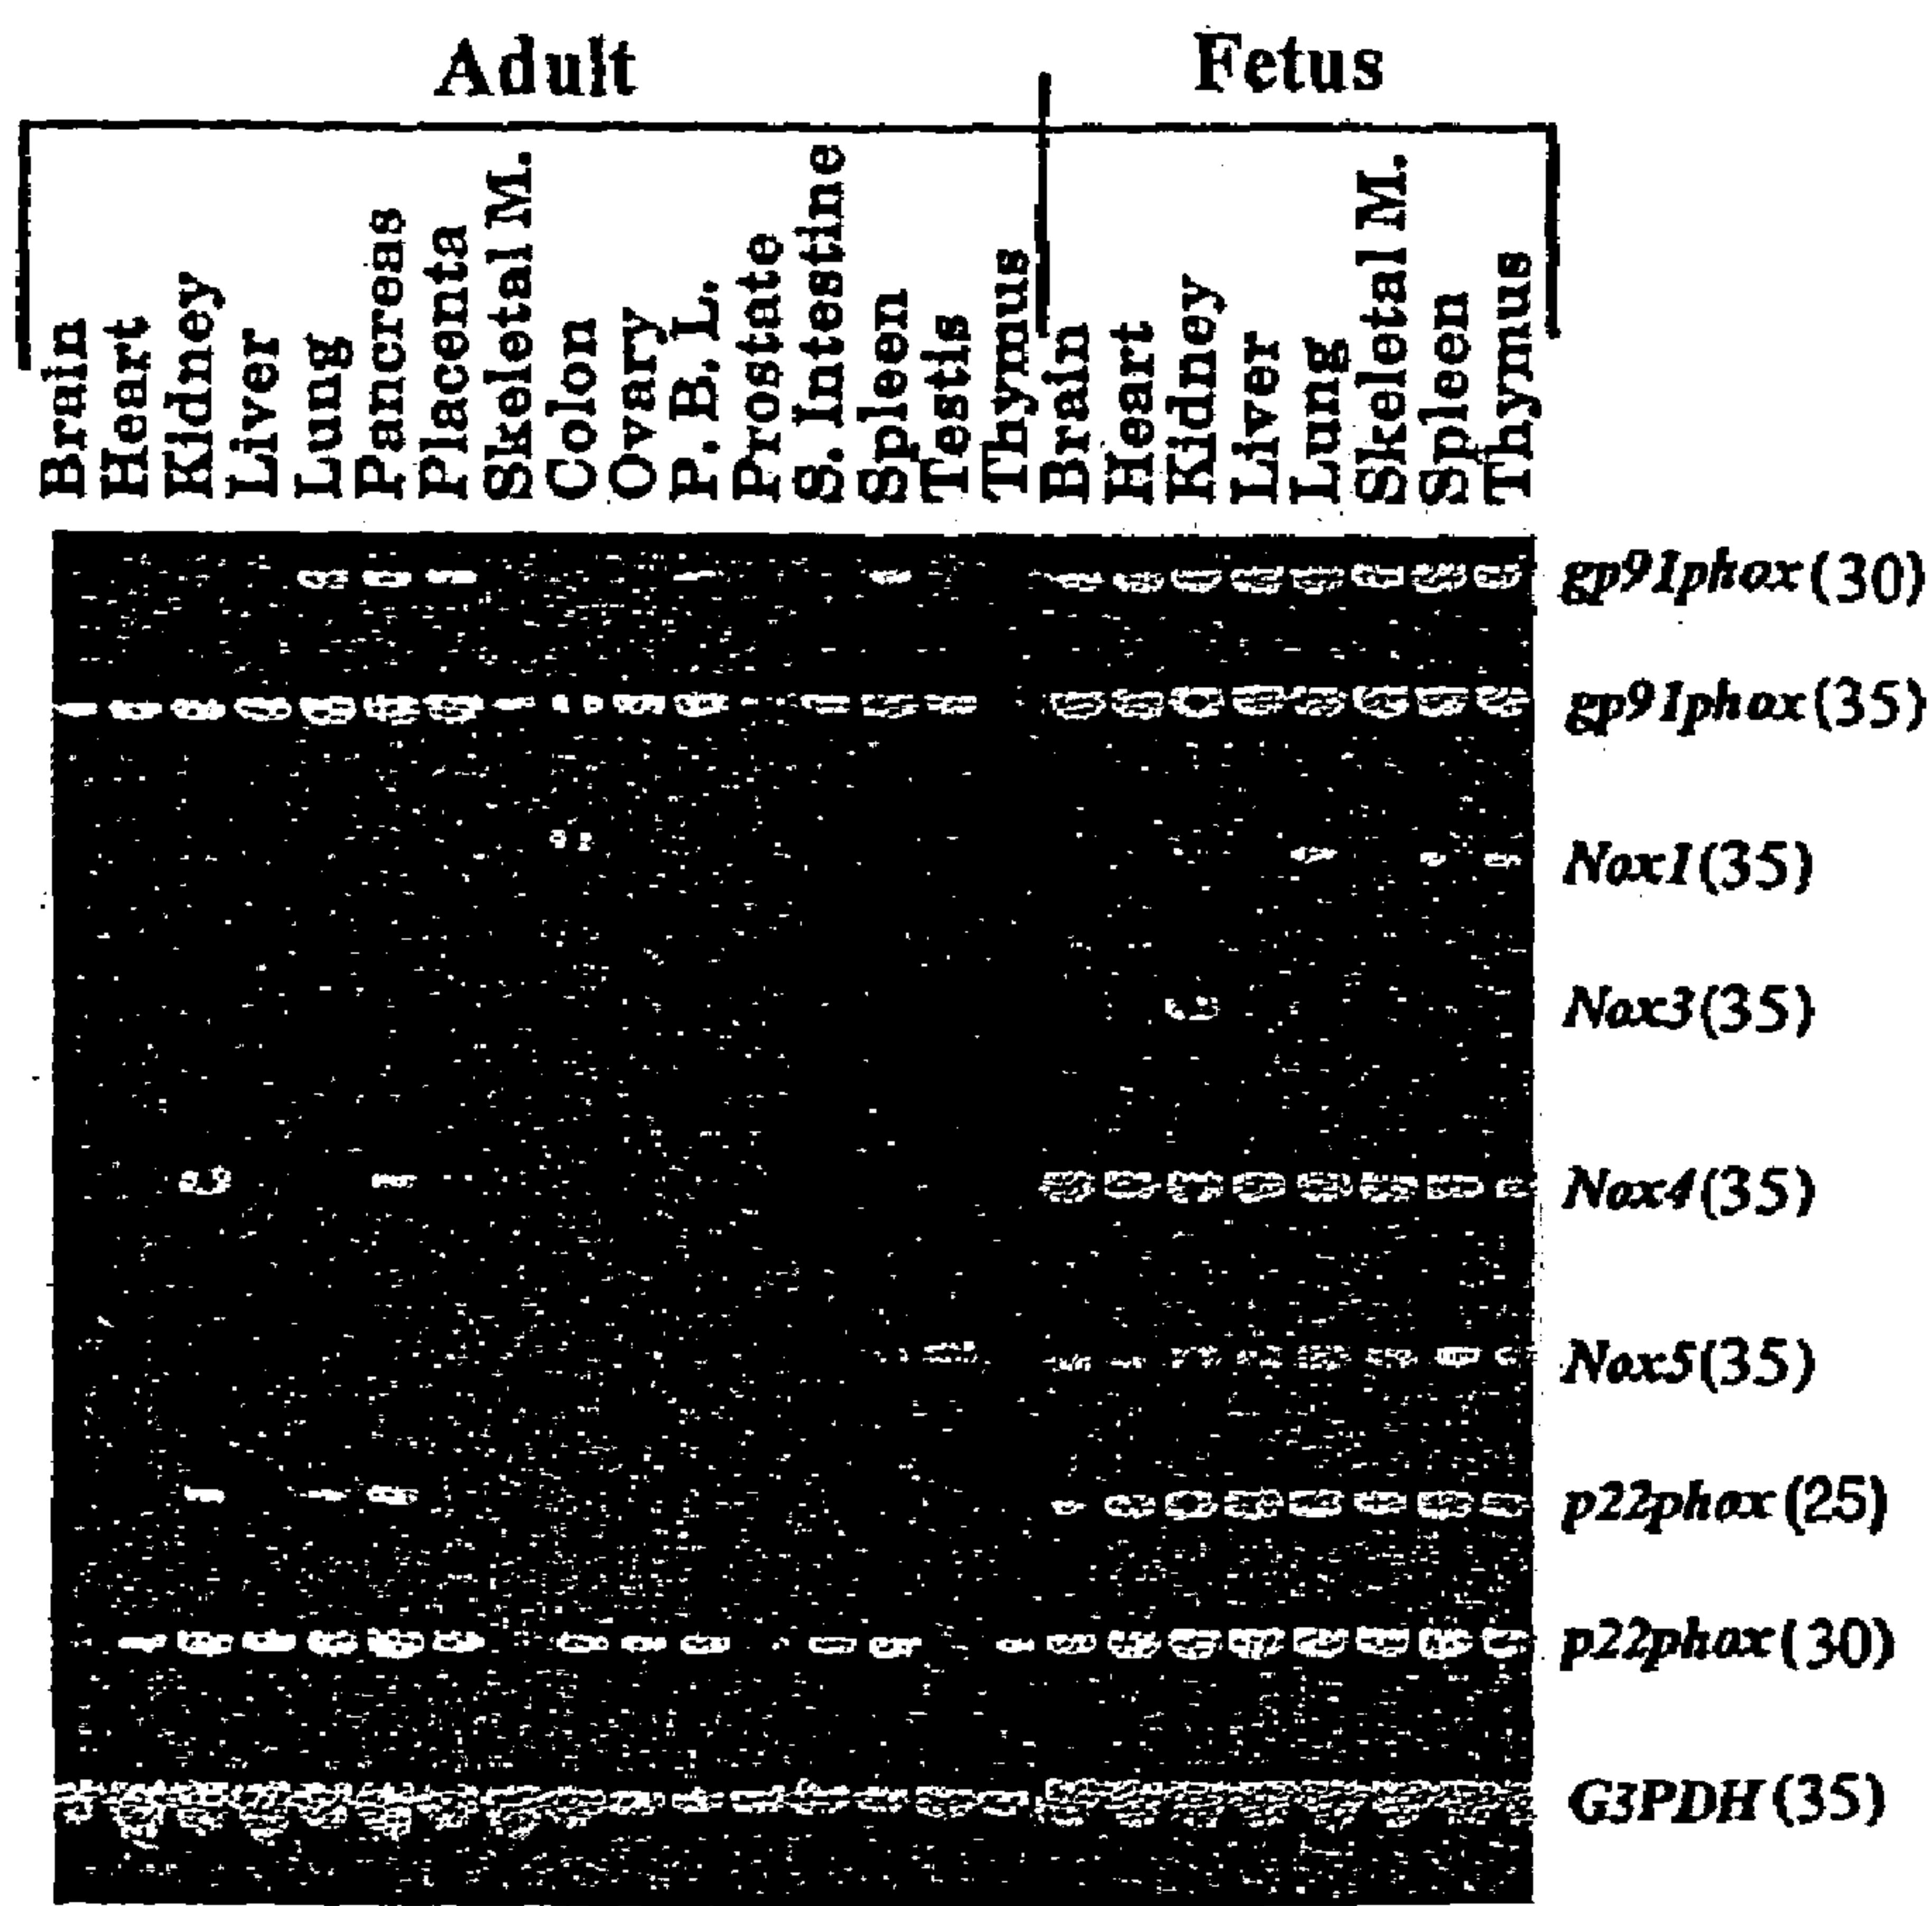 Adult
Fetus
Brain
Heart
Kidney
Liver
Lung
Pancreas
Placenta
Skeletal M.
Colon
Ovary
P. B. L.
Prostate
S. Intestine
Spleen
Testis
Thymus
Brain
Heart
Kidney
Liver
Lung
Skeletal M.
Spleen
Thymus
gp91phox (30)
gp91phox (35)
Nox1 (35)
Nox3 (35)
Nox4 (35)
Nox5 (35)
p22phox (25)
p22phox (30)
G3PDH (35)